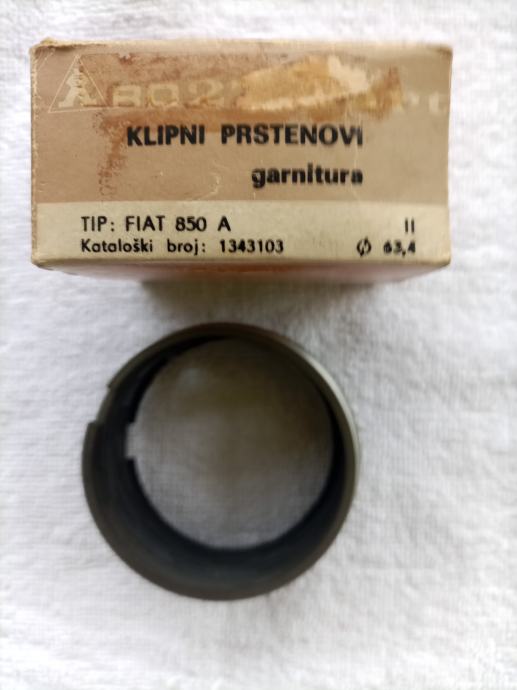 KLIPNI PRSTENOVI
garnitura
TIP: FIAT 850 A II
Kataloški broj: 1343103 ϕ 63,4